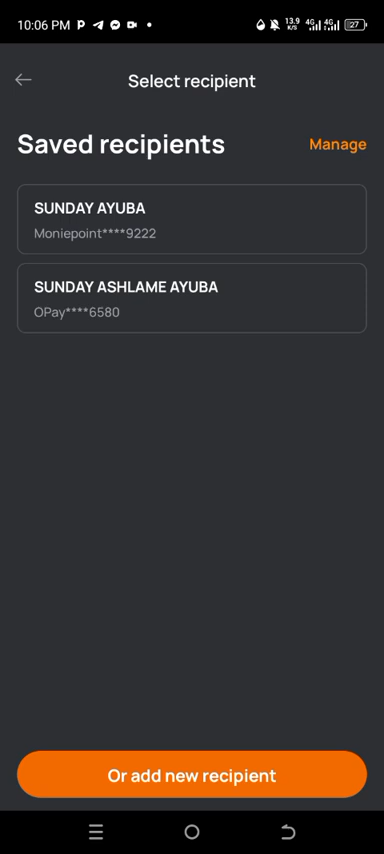 10:06 PM
13.9 K/S 4G 4G 27
Select recipient
Saved recipients
Manage
SUNDAY AYUBA
Moniepoint****9222
SUNDAY ASHLAME AYUBA
OPay****6580
Or add new recipient